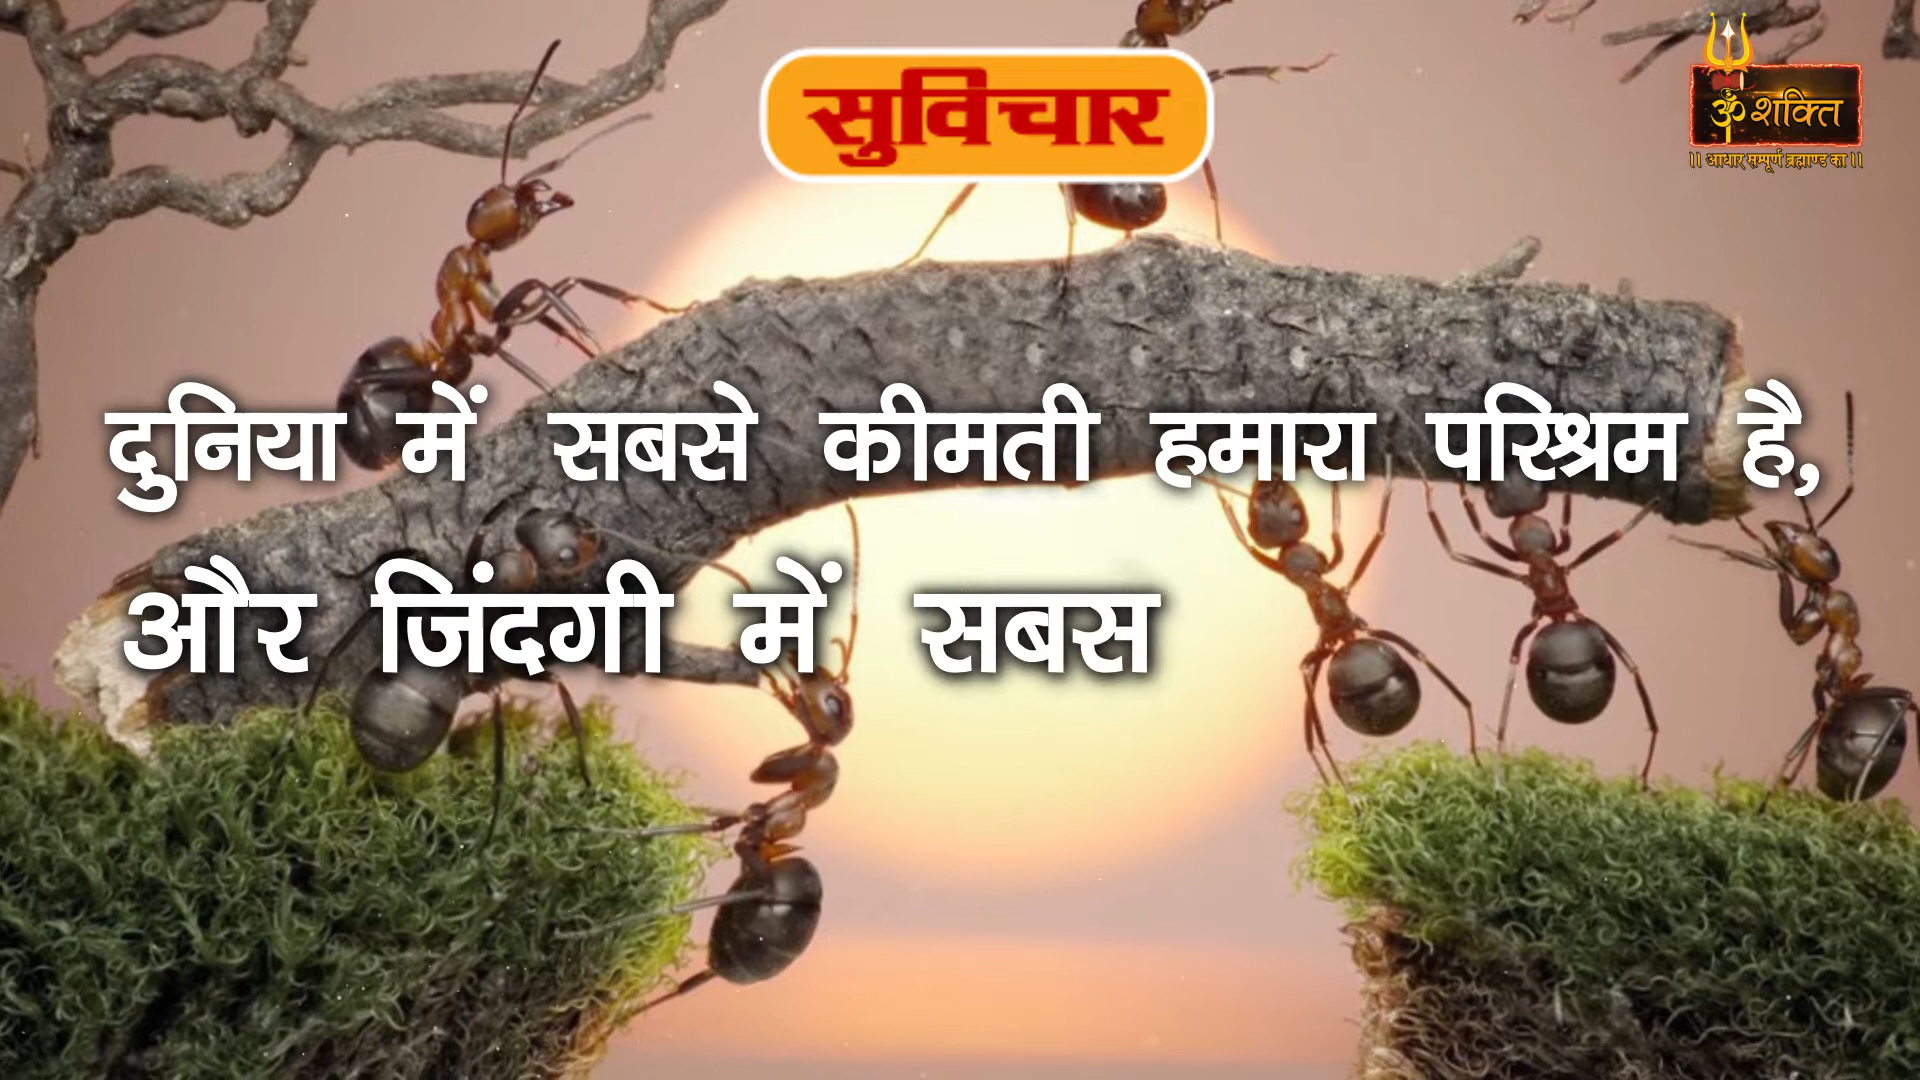 सुविचार
ॐ शक्ति
।। आधार सम्पूर्ण ब्रह्माण्ड का ।।
दुनिया में सबसे कीमती हमारा परिश्रम है,
और जिंदगी में सबस